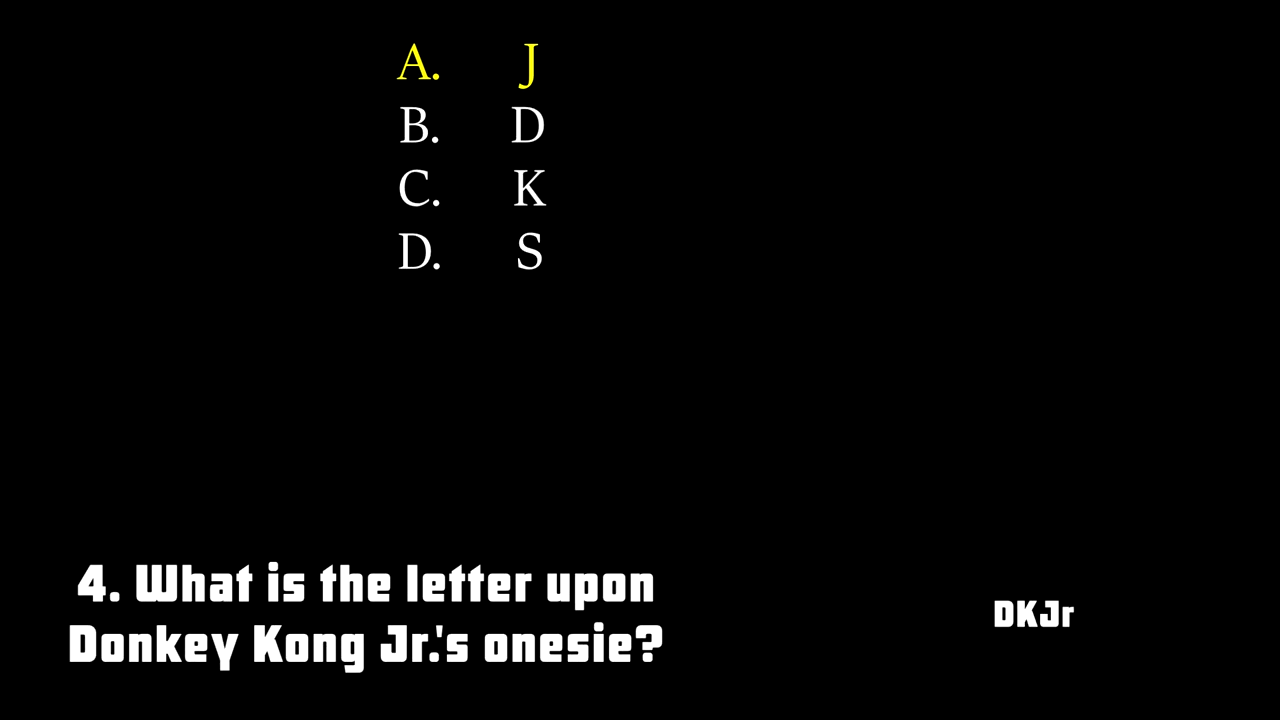 A. J
B. D
C. K
D. S
4. What is the letter upon
Donkey Kong Jr.'s onesie?
DKJr